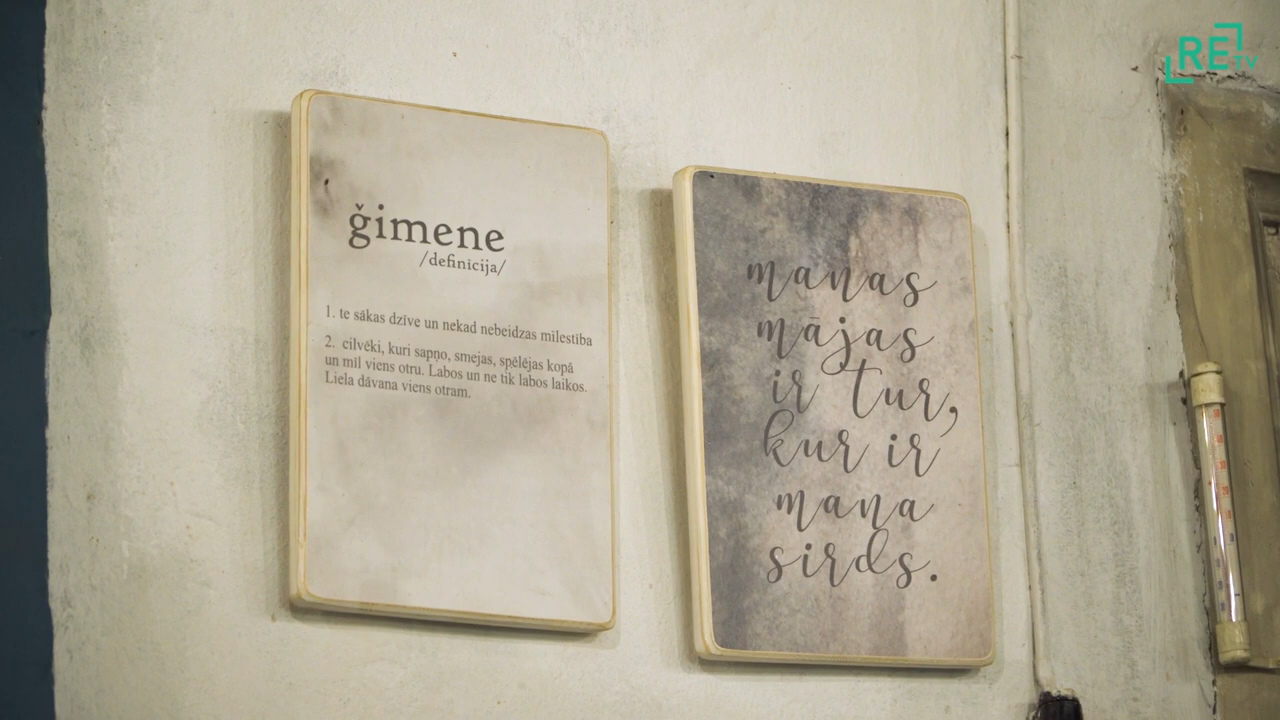 ğimene
/definīcija/
1. te sākas dzīve un nekad nebeidzas mīlestība
2. cilvēki, kuri sapņo, smejas, spēlējas kopā
un mīl viens otru. Labos un ne tik labos laikos.
Liela dāvana viens otram.
manas
mājas
ir tur,
kur ir
mana
sirds.
RE TV